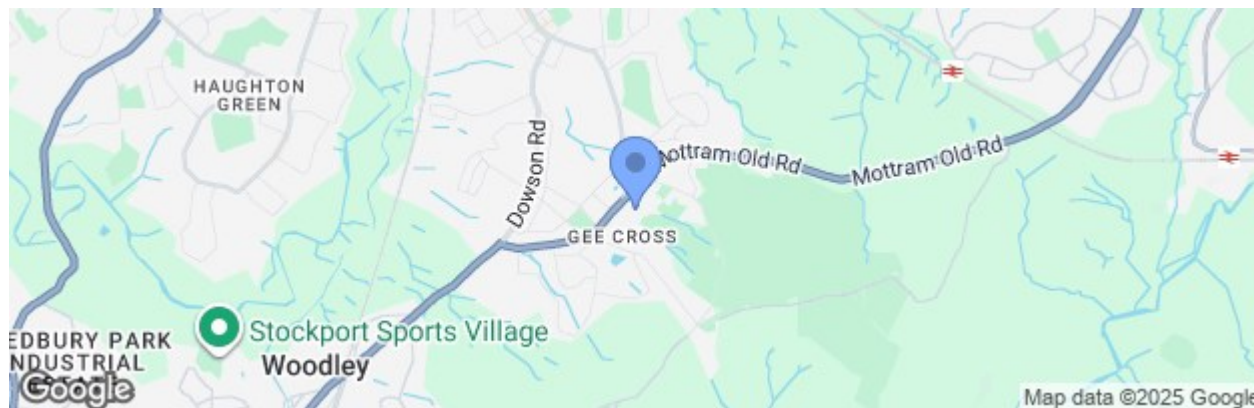 HAUGHTON
GREEN
Dowson Rd
Mottram Old Rd
Mottram Old Rd
GEE CROSS
Stockport Sports Village
Woodley
EDBURY PARK
NDUSTRIAL
Google
Map data ©2025 Google